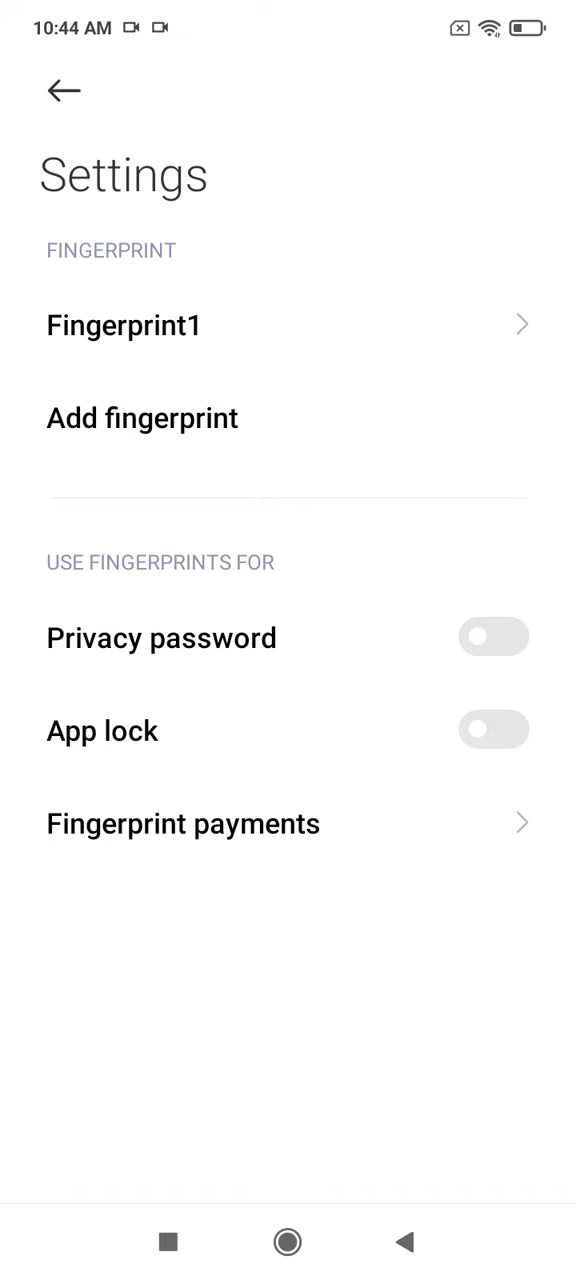 10:44 AM
Settings
FINGERPRINT
Fingerprint1
Add fingerprint
USE FINGERPRINTS FOR
Privacy password
App lock
Fingerprint payments